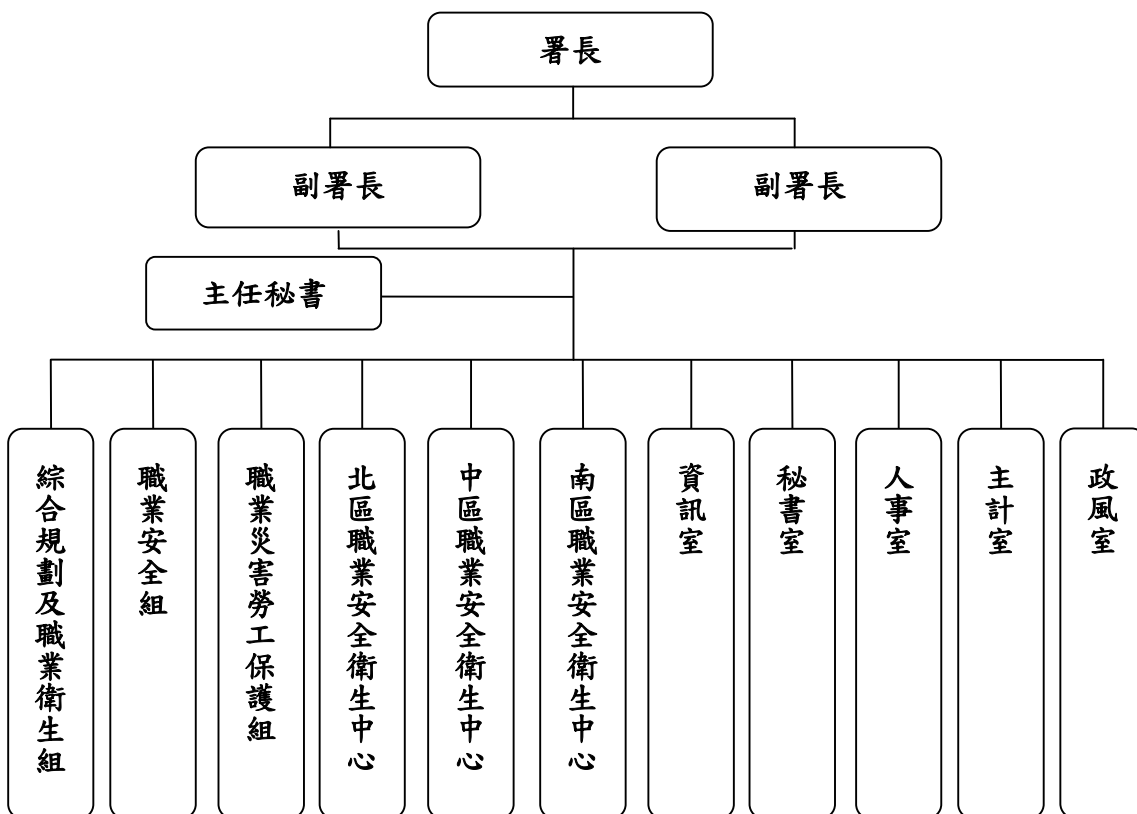 署長
副署長
副署長
主任秘書
綜合規劃及職業衛生組
職業安全組
職業災害勞工保護組
北區職業安全衛生中心
中區職業安全衛生中心
南區職業安全衛生中心
資訊室
秘書室
人事室
主計室
政風室